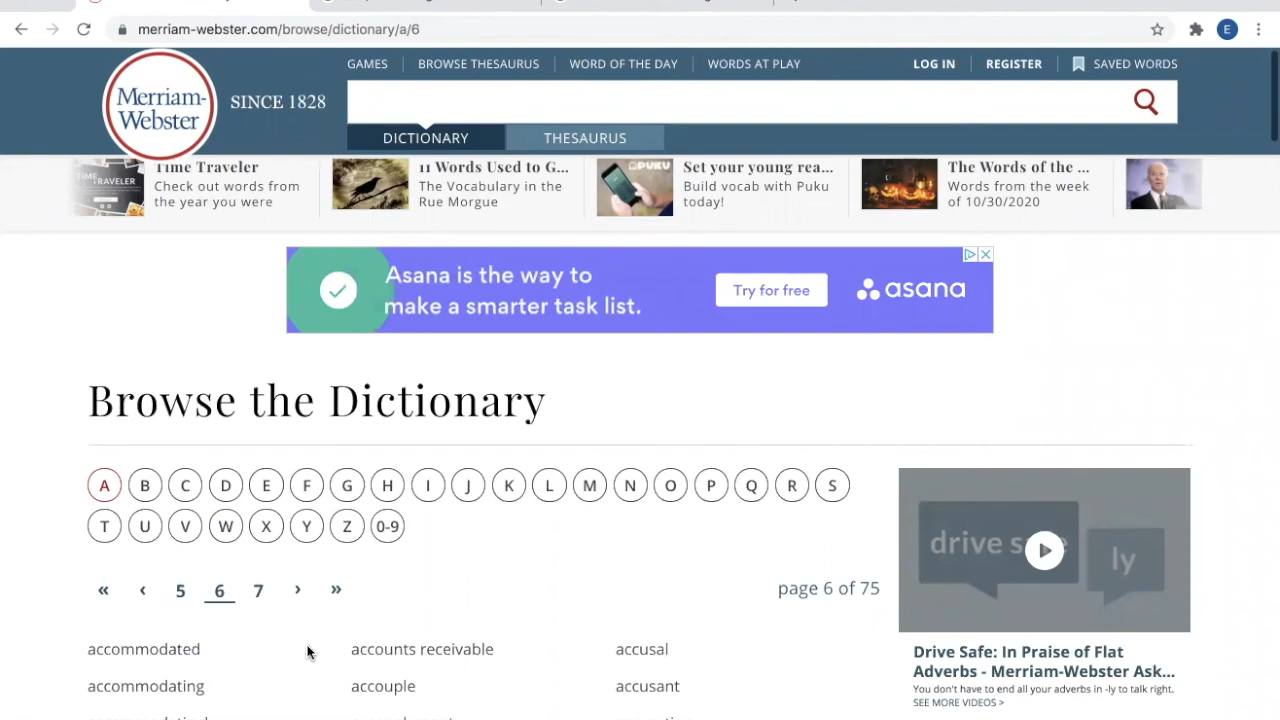 merriam-webster.com/browse/dictionary/a/6
E
Merriam-
Webster
SINCE 1828
GAMES
BROWSE THESAURUS
WORD OF THE DAY
WORDS AT PLAY
LOG IN
REGISTER
SAVED WORDS
DICTIONARY
THESAURUS
TIME
TRAVELER
Time Traveler
Check out words from
the year you were
11 Words Used to G...
The Vocabulary in the
Rue Morgue
PUKU
Set your young rea...
Build vocab with Puku
today!
The Words of the ...
Words from the week
of 10/30/2020
Asana is the way to
make a smarter task list.
Try for free
asana
Browse the Dictionary
A B C D E F G H I J K L M N O P Q R S
T U V W X Y Z 0-9
« ‹ 5 6 7 › »
page 6 of 75
accommodated
accounts receivable
accusal
accommodating
accouple
accusant
drive s
ly
Drive Safe: In Praise of Flat
Adverbs - Merriam-Webster Ask...
You don't have to end all your adverbs in -ly to talk right.
SEE MORE VIDEOS >